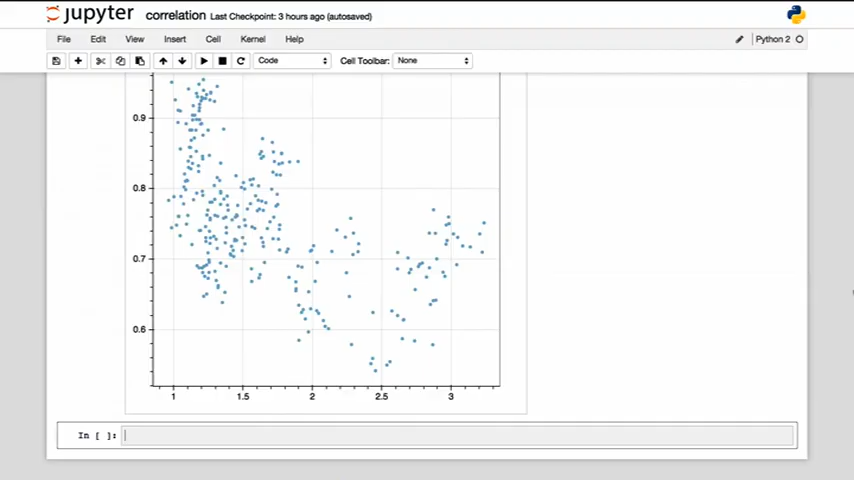 jupyter correlation Last Checkpoint: 3 hours ago (autosaved)
File Edit View Insert Cell Kernel Help Python 2
Code Cell Toolbar: None
0.9
0.8
0.7
0.6
1 1.5 2 2.5 3
In [ ]: